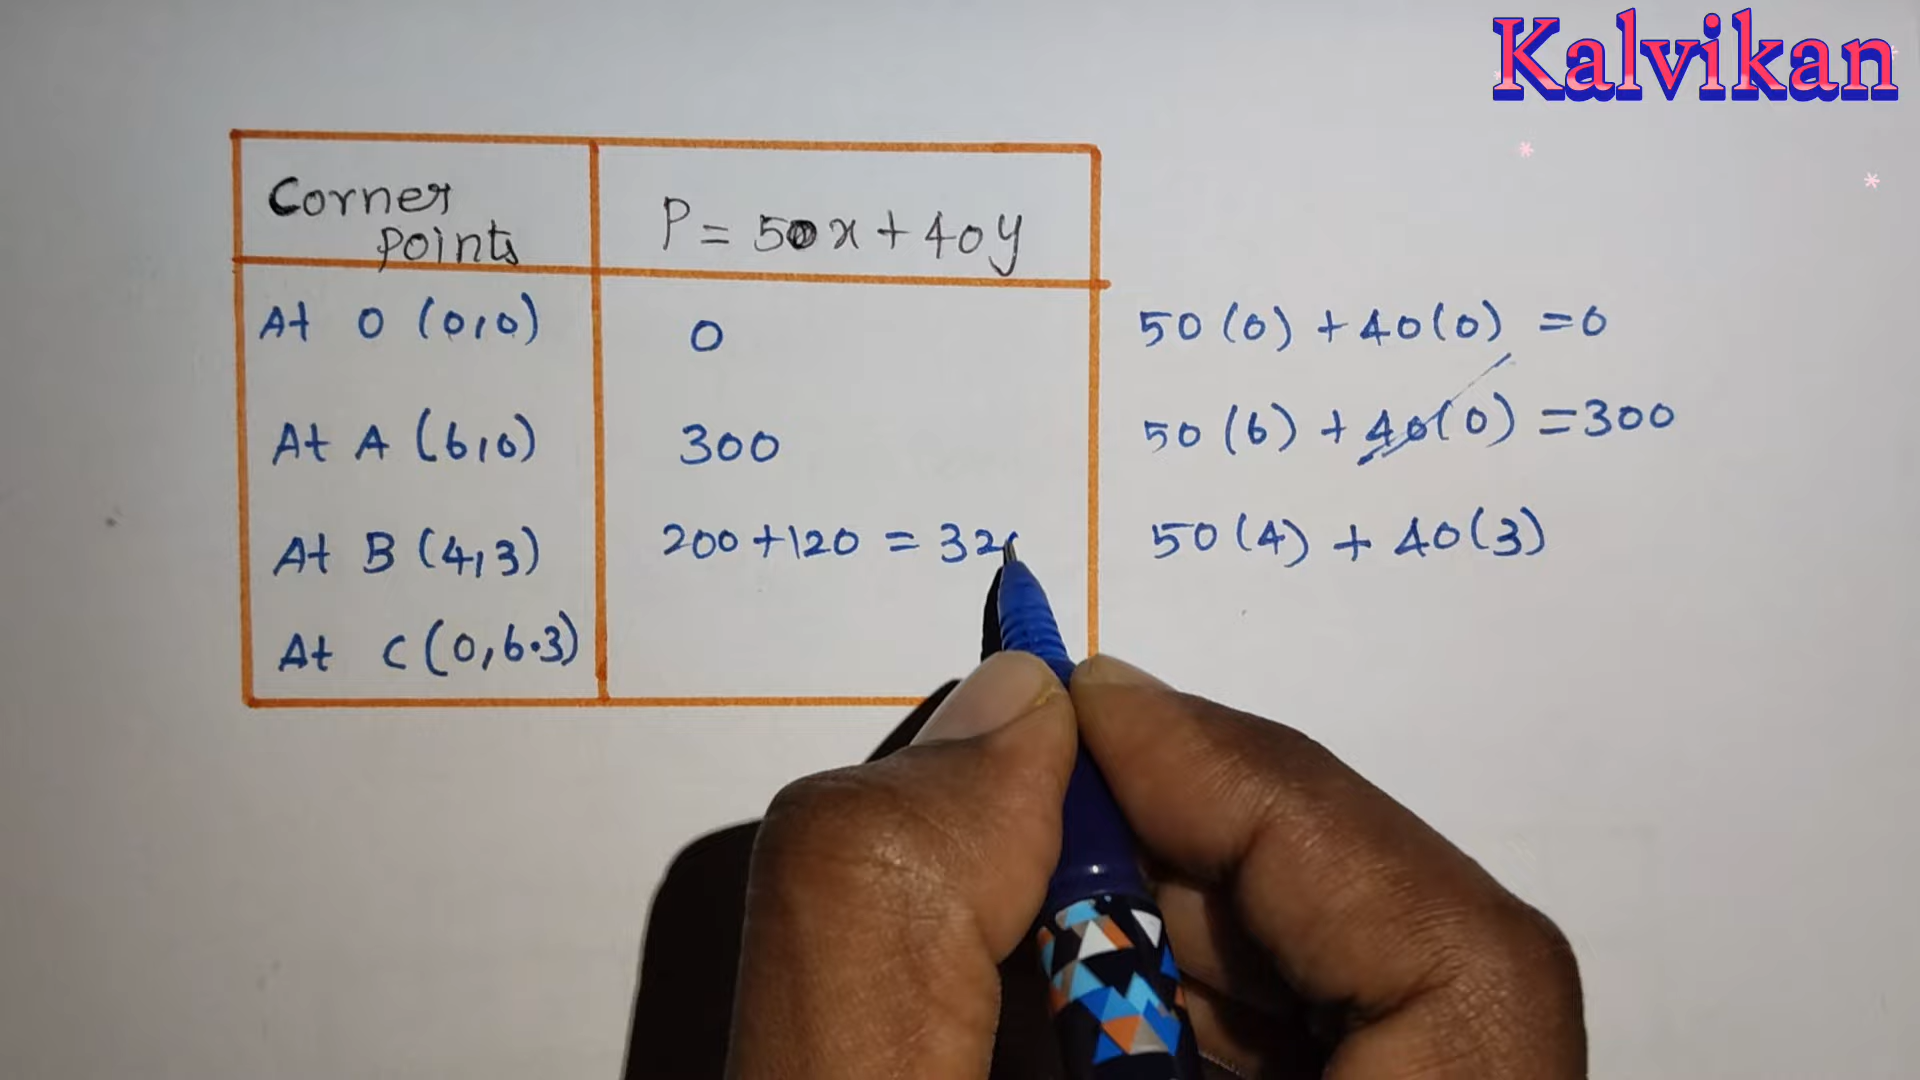 Kalvikan
Corner points
P = 50x + 40y
At O (0,0)
0
50(0) + 40(0) = 0
At A (6,0)
300
50(6) + 40(0) = 300
At B (4,3)
200 + 120 = 320
50(4) + 40(3)
At C (0,6.3)